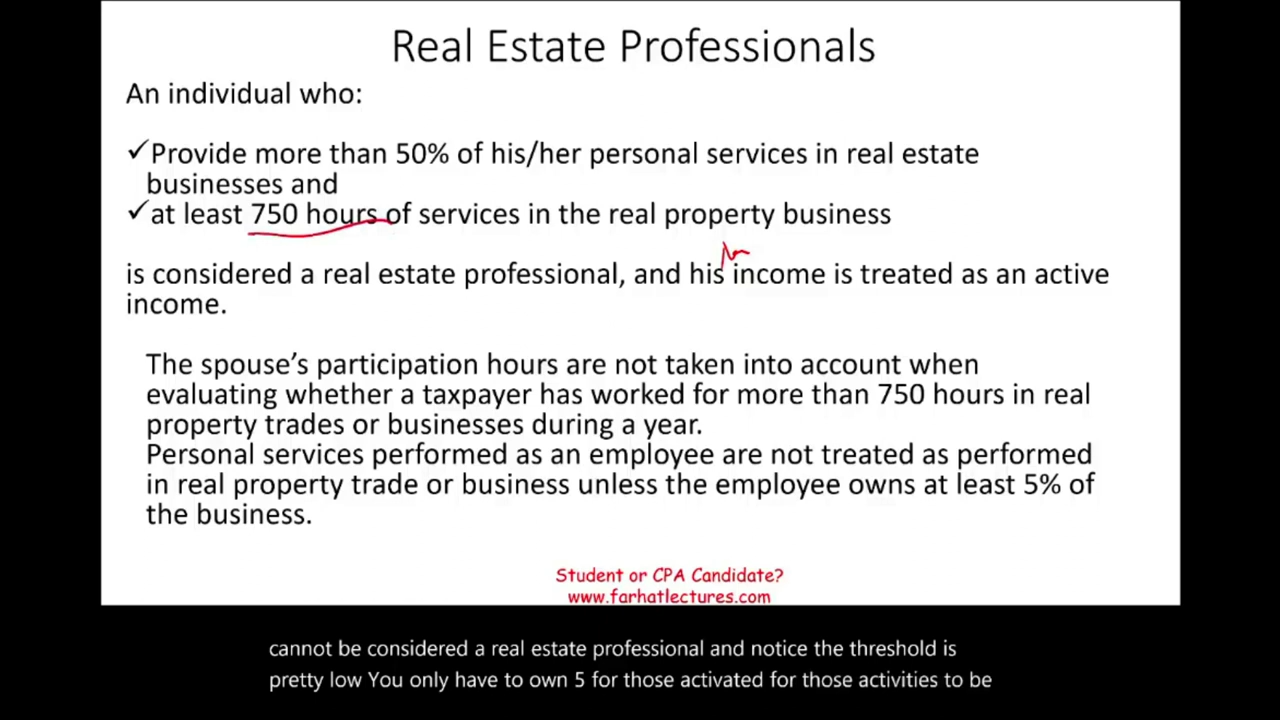 Real Estate Professionals
An individual who:
✓Provide more than 50% of his/her personal services in real estate
businesses and
✓at least 750 hours of services in the real property business
is considered a real estate professional, and his income is treated as an active
income.
The spouse's participation hours are not taken into account when
evaluating whether a taxpayer has worked for more than 750 hours in real
property trades or businesses during a year.
Personal services performed as an employee are not treated as performed
in real property trade or business unless the employee owns at least 5% of
the business.
Student or CPA Candidate?
www.farhatlectures.com
cannot be considered a real estate professional and notice the threshold is
pretty low You only have to own 5 for those activated for those activities to be